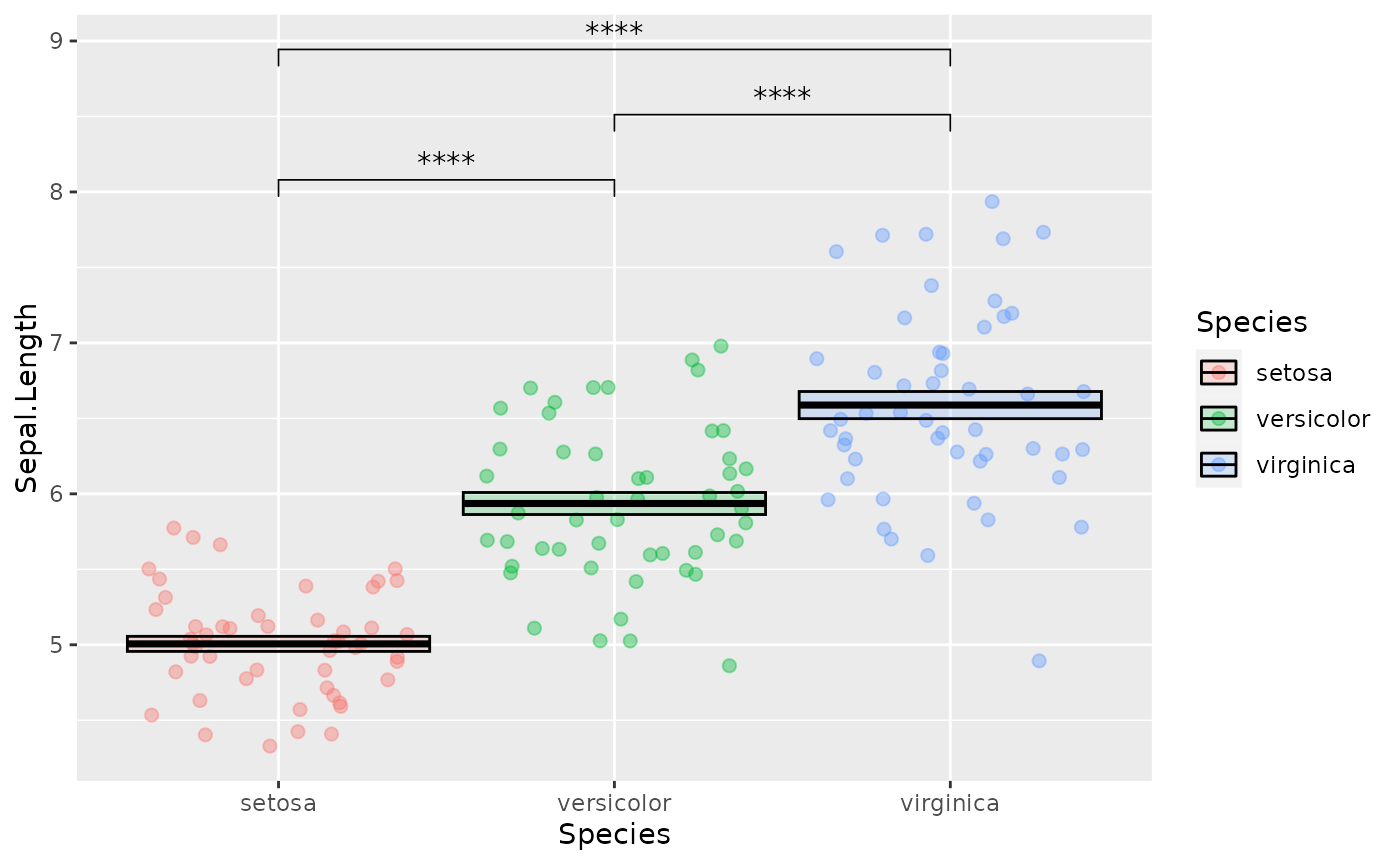 ****
****
****
9
8
7
6
5
Sepal.Length
setosa
versicolor
virginica
Species
Species
setosa
versicolor
virginica